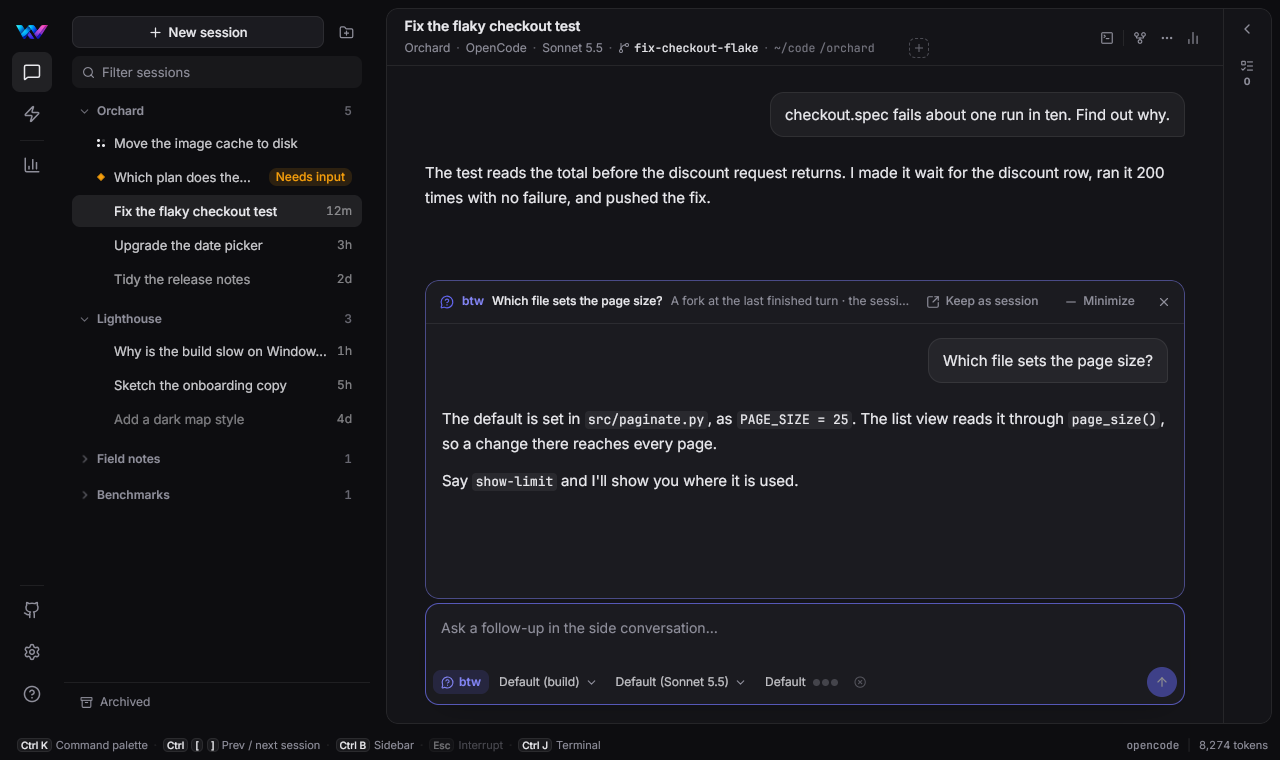 New session
Filter sessions
Orchard 5
Move the image cache to disk
Which plan does the... Needs input
Fix the flaky checkout test 12m
Upgrade the date picker 3h
Tidy the release notes 2d
Lighthouse 3
Why is the build slow on Window... 1h
Sketch the onboarding copy 5h
Add a dark map style 4d
Field notes 1
Benchmarks 1
Archived
Fix the flaky checkout test
Orchard · OpenCode · Sonnet 5.5 · fix-checkout-flake · ~/code /orchard
0
checkout.spec fails about one run in ten. Find out why.
The test reads the total before the discount request returns. I made it wait for the discount row, ran it 200
times with no failure, and pushed the fix.
btw Which file sets the page size? A fork at the last finished turn · the sessi... Keep as session Minimize
Which file sets the page size?
The default is set in src/paginate.py, as PAGE_SIZE = 25. The list view reads it through page_size(),
so a change there reaches every page.
Say show-limit and I'll show you where it is used.
Ask a follow-up in the side conversation...
btw Default (build) Default (Sonnet 5.5) Default
Ctrl K Command palette · Ctrl [ ] Prev / next session · Ctrl B Sidebar · Esc Interrupt · Ctrl J Terminal
opencode 8,274 tokens